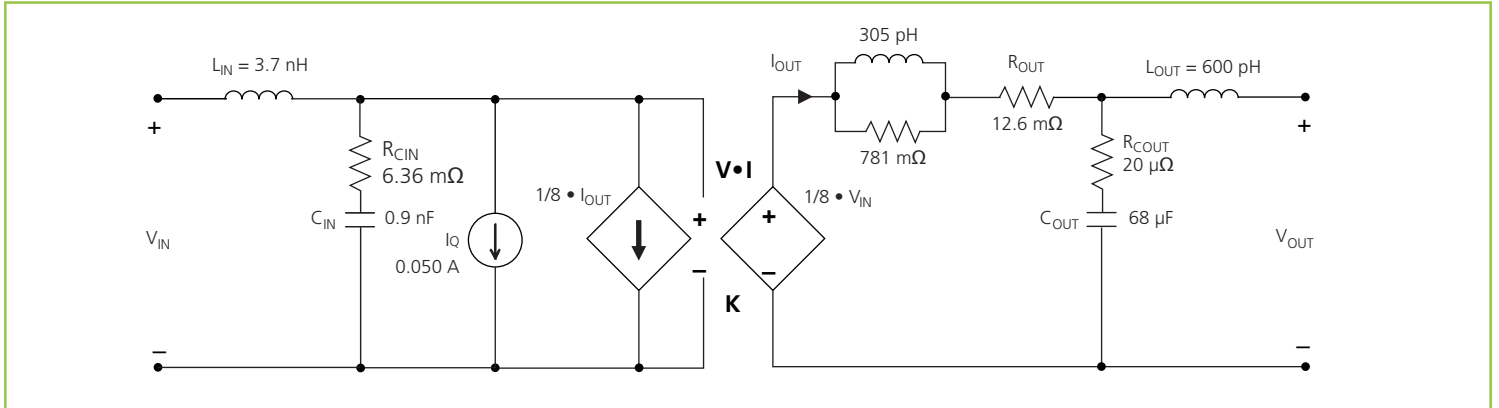 L_IN = 3.7 nH
+
−
V_IN
R_CIN
6.36 mΩ
C_IN
0.9 nF
I_Q
0.050 A
1/8 • I_OUT
V•I
+
−
K
1/8 • V_IN
+
−
I_OUT
305 pH
781 mΩ
R_OUT
12.6 mΩ
R_COUT
20 µΩ
C_OUT
68 µF
L_OUT = 600 pH
+
−
V_OUT